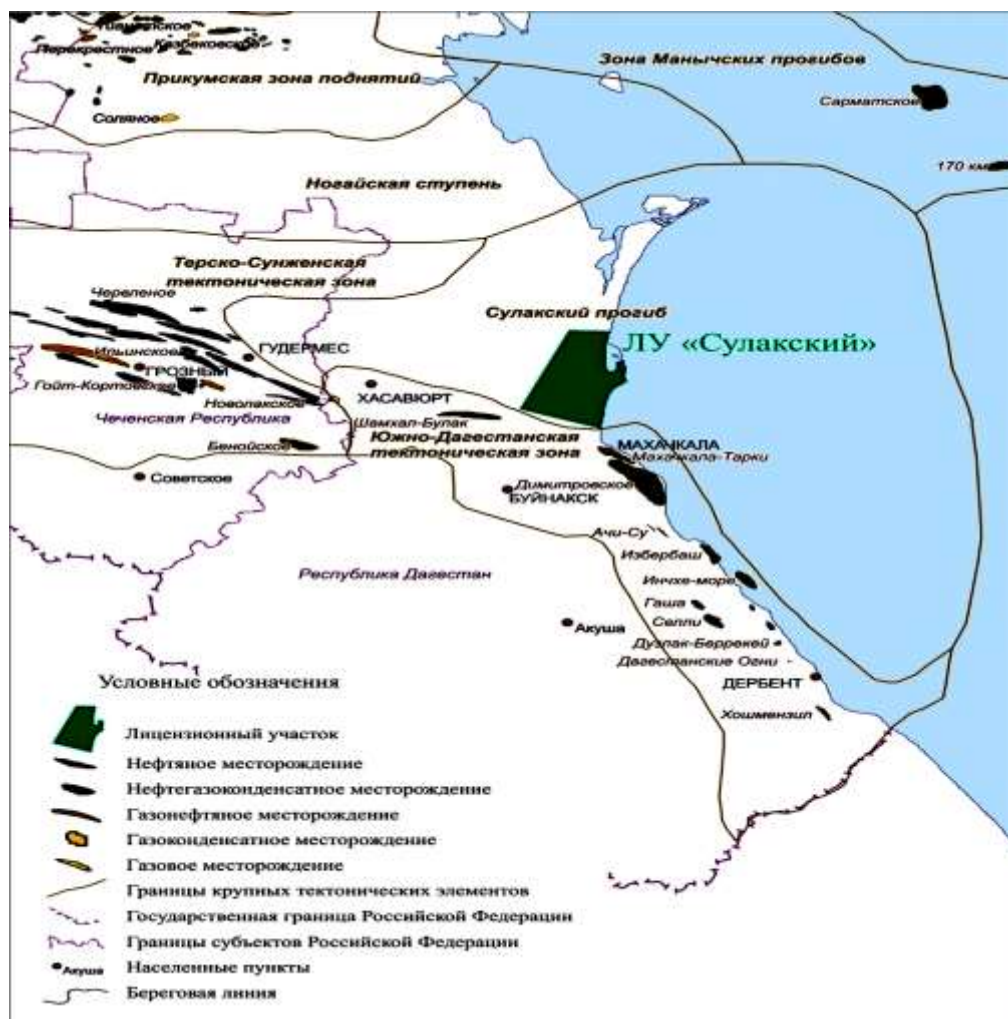 Перекрестное
Казбековское
Прикумская зона поднятий
Зона Манычских прогибов
Сарматское
Соляное
170 км
Ногайская ступень
Терско-Сунженская
тектоническая зона
Червленое
Сулакский прогиб
ЛУ «Сулакский»
Ильинское
ГУДЕРМЕС
ГРОЗНЫЙ
Гойт-Кортовское
ХАСАВЮРТ
Новолакское
Чеченская Республика
Шамхал-Булак
Южно-Дагестанская
тектоническая зона
Бенойское
МАХАЧКАЛА
Махачкала-Тарки
Советское
Димитровское
БУЙНАКСК
Ачи-Су
Избербаш
Республика Дагестан
Инчхе-море
Гаша
Селли
Акуша
Дузлак-Беррекей
Дагестанские Огни
ДЕРБЕНТ
Хошмензил
Условные обозначения
Лицензионный участок
Нефтяное месторождение
Нефтегазоконденсатное месторождение
Газонефтяное месторождение
Газоконденсатное месторождение
Газовое месторождение
Границы крупных тектонических элементов
Государственная граница Российской Федерации
Границы субъектов Российской Федерации
Акуша
Населенные пункты
Береговая линия